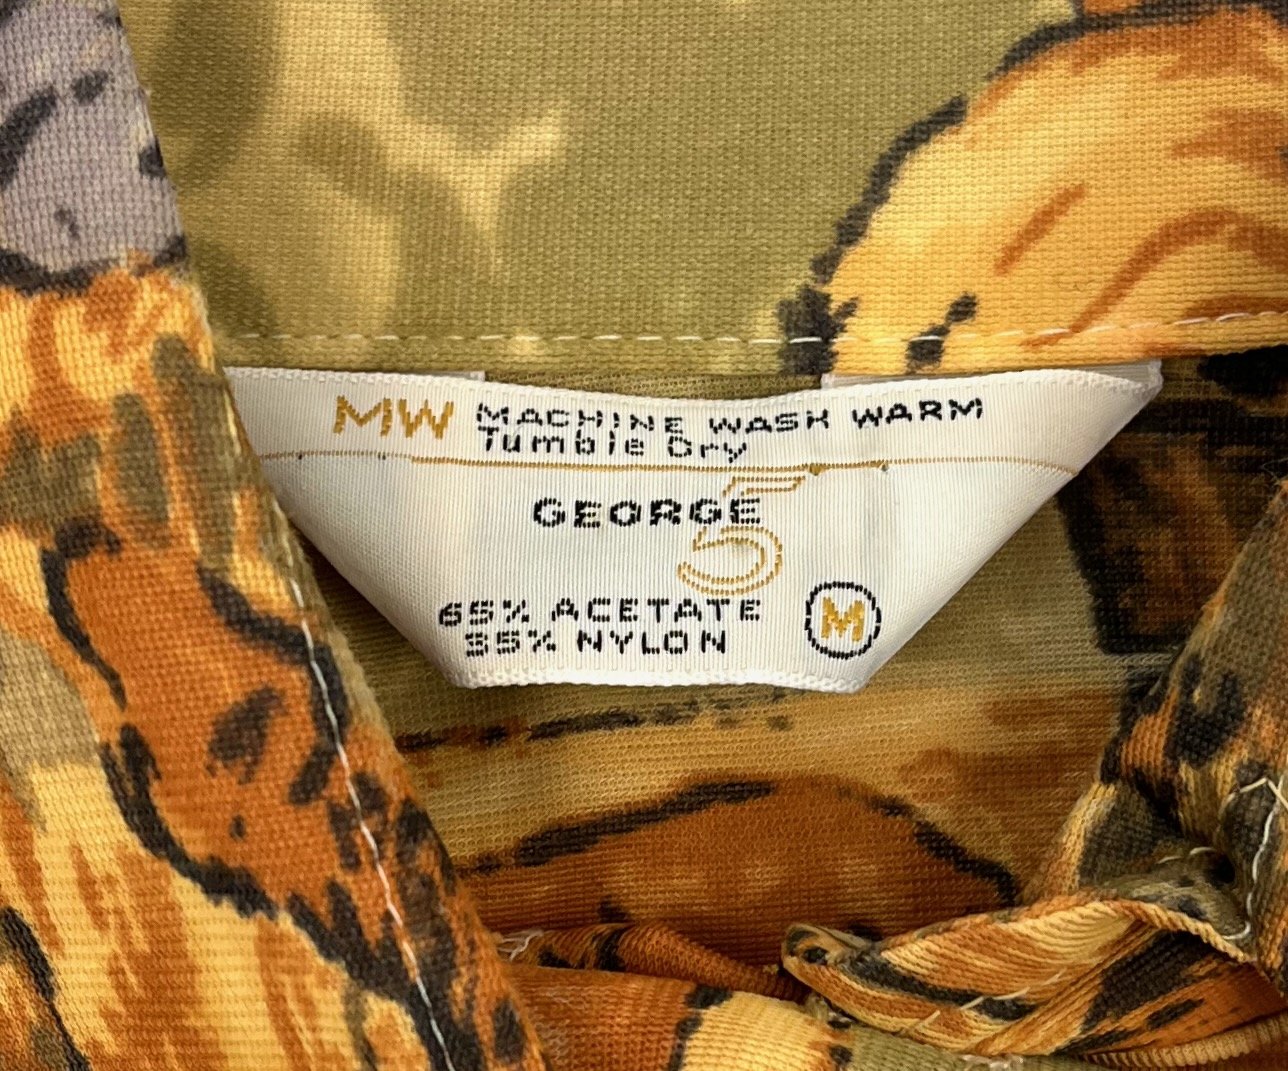 MW MACHINE WASH WARM
Tumble Dry
GEORGE 5
65% ACETATE
35% NYLON
M